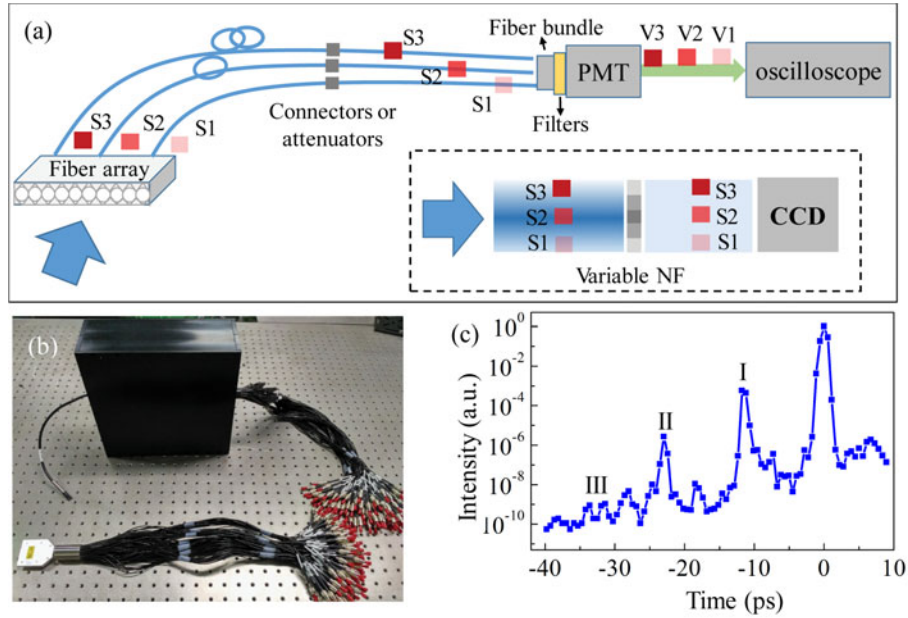 (a)
S3
S2
S1
Fiber array
Connectors or
attenuators
S3
S2
S1
Fiber bundle
PMT
Filters
V3 V2 V1
oscilloscope
S3
S2
S1
S3
S2
S1
CCD
Variable NF
(b)
(c)
Intensity (a.u.)
10^0
10^-2
10^-4
10^-6
10^-8
10^-10
I
II
III
-40 -30 -20 -10 0 10
Time (ps)